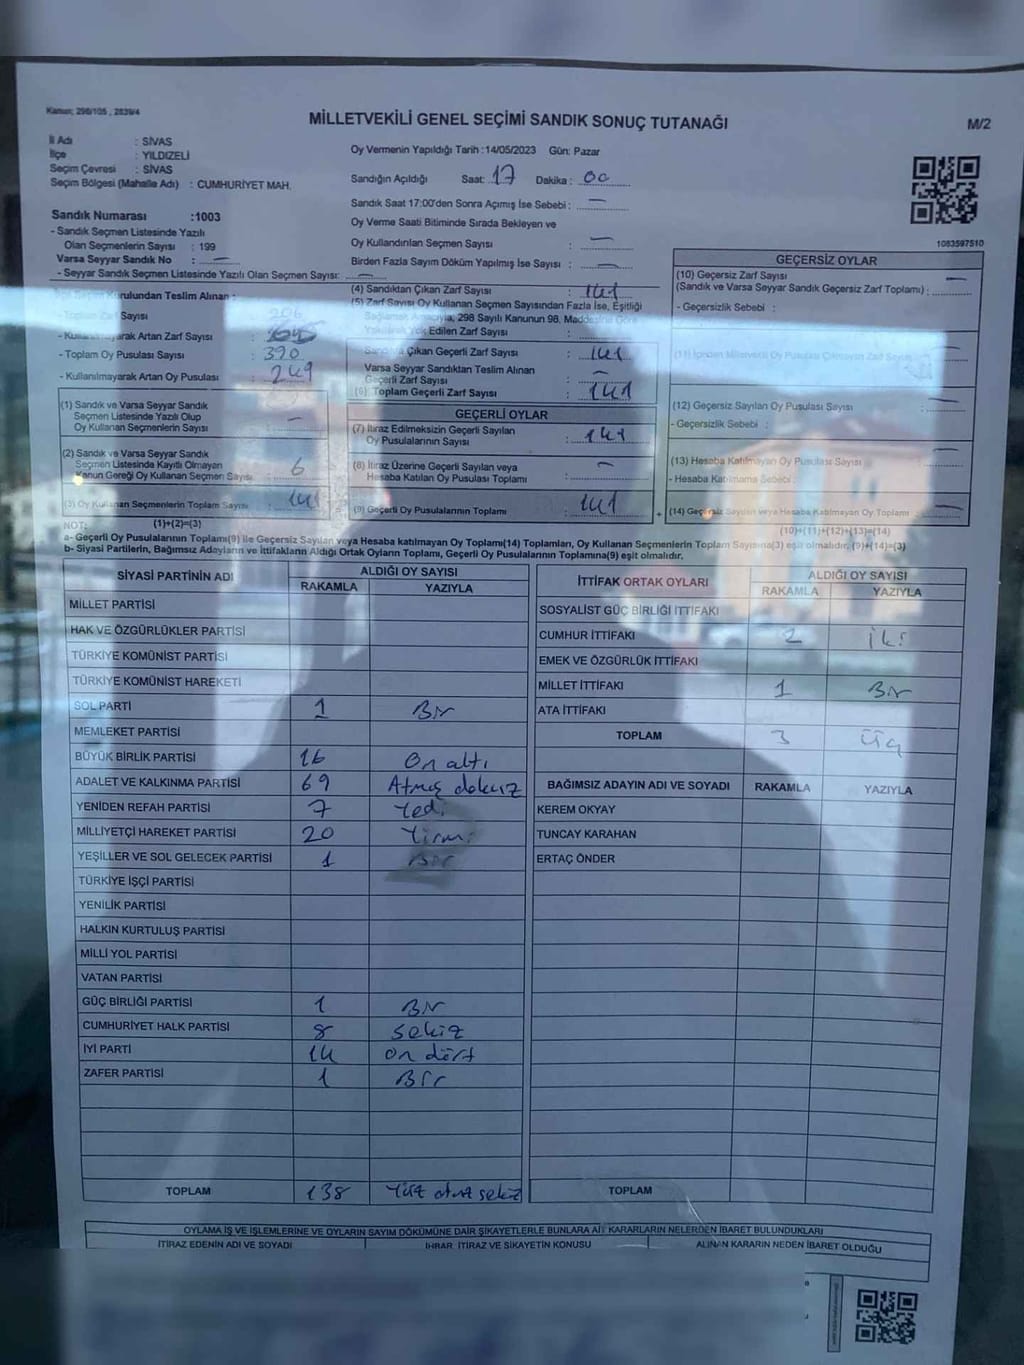 Kanun; 298/105 , 2839/4
MİLLETVEKİLİ GENEL SEÇİMİ SANDIK SONUÇ TUTANAĞI
M/2
İl Adı : SİVAS
İlçe : YILDIZELİ
Seçim Çevresi : SİVAS
Seçim Bölgesi (Mahalle Adı) : CUMHURİYET MAH.
Oy Vermenin Yapıldığı Tarih :14/05/2023 Gün: Pazar
Sandığın Açıldığı Saat: 17 Dakika : 00
Sandık Saat 17:00'den Sonra Açımış İse Sebebi : —
Oy Verme Saati Bitiminde Sırada Bekleyen ve
Oy Kullandırılan Seçmen Sayısı : —
Birden Fazla Sayım Döküm Yapılmış İse Sayısı : —
Sandık Numarası :1003
- Sandık Seçmen Listesinde Yazılı
Olan Seçmenlerin Sayısı : 199
Varsa Seyyar Sandık No : —
- Seyyar Sandık Seçmen Listesinde Yazılı Olan Seçmen Sayısı: —
1083597510
Kurulundan Teslim Alınan :
- Toplam Zarf Sayısı : 206
- Kullanılmayarak Artan Zarf Sayısı :
- Toplam Oy Pusulası Sayısı : 390
- Kullanılmayarak Artan Oy Pusulası : 249
(1) Sandık ve Varsa Seyyar Sandık
Seçmen Listesinde Yazılı Olup
Oy Kullanan Seçmenlerin Sayısı : —
(2) Sandık ve Varsa Seyyar Sandık
Seçmen Listesinde Kayıtlı Olmayan
Kanun Gereği Oy Kullanan Seçmen Sayısı : 6
(3) Oy Kullanan Seçmenlerin Toplam Sayısı : 141
(4) Sandıktan Çıkan Zarf Sayısı : 141
(5) Zarf Sayısı Oy Kullanan Seçmen Sayısından Fazla İse, Eşitliği
Sağlamak Amacıyla, 298 Sayılı Kanunun 98. Maddesine Göre
Yakılarak Yok Edilen Zarf Sayısı :
Sandıktan Çıkan Geçerli Zarf Sayısı : 141
Varsa Seyyar Sandıktan Teslim Alınan
Geçerli Zarf Sayısı : —
(6) Toplam Geçerli Zarf Sayısı : 141
GEÇERLİ OYLAR
(7) İtiraz Edilmeksizin Geçerli Sayılan
Oy Pusulalarının Sayısı : 141
(8) İtiraz Üzerine Geçerli Sayılan veya
Hesaba Katılan Oy Pusulası Toplamı : —
(9) Geçerli Oy Pusulalarının Toplamı : 141
GEÇERSİZ OYLAR
(10) Geçersiz Zarf Sayısı
(Sandık ve Varsa Seyyar Sandık Geçersiz Zarf Toplamı) : —
- Geçersizlik Sebebi :
(11) İçinden Milletvekili Oy Pusulası Çıkmayan Zarf Sayısı —
(12) Geçersiz Sayılan Oy Pusulası Sayısı : —
- Geçersizlik Sebebi :
(13) Hesaba Katılmayan Oy Pusulası Sayısı : —
- Hesaba Katılmama Sebebi :
(14) Geçersiz Sayılan veya Hesaba Katılmayan Oy Toplamı : —
NOT: (1)+(2)=(3)
(10)+(11)+(12)+(13)=(14)
a- Geçerli Oy Pusulaları Toplamı(9) ile Geçersiz Sayılan veya Hesaba katılmayan Oy Toplamı(14) Toplamları, Oy Kullanan Seçmenlerin Toplam Sayısına(3) eşit olmalıdır. (9)+(14)=(3)
b- Siyasi Partilerin, Bağımsız Adayların ve İttifakların Aldığı Ortak Oyların Toplamı, Geçerli Oy Pusulalarının Toplamına(9) eşit olmalıdır.
SİYASİ PARTİNİN ADI ALDIĞI OY SAYISI
RAKAMLA YAZIYLA
MİLLET PARTİSİ
HAK VE ÖZGÜRLÜKLER PARTİSİ
TÜRKİYE KOMÜNİST PARTİSİ
TÜRKİYE KOMÜNİST HAREKETİ
SOL PARTİ 1 Bir
MEMLEKET PARTİSİ
BÜYÜK BİRLİK PARTİSİ 16 On altı
ADALET VE KALKINMA PARTİSİ 69 Atmış dokuz
YENİDEN REFAH PARTİSİ 7 Yedi
MİLLİYETÇİ HAREKET PARTİSİ 20 Yirmi
YEŞİLLER VE SOL GELECEK PARTİSİ 1 Bir
TÜRKİYE İŞÇİ PARTİSİ
YENİLİK PARTİSİ
HALKIN KURTULUŞ PARTİSİ
MİLLİ YOL PARTİSİ
VATAN PARTİSİ
GÜÇ BİRLİĞİ PARTİSİ 1 Bir
CUMHURİYET HALK PARTİSİ 8 sekiz
İYİ PARTİ 14 on dört
ZAFER PARTİSİ 1 Bir
TOPLAM 138 Yüz otuz sekiz
İTTİFAK ORTAK OYLARI ALDIĞI OY SAYISI
RAKAMLA YAZIYLA
SOSYALİST GÜÇ BİRLİĞİ İTTİFAKI
CUMHUR İTTİFAKI 2 İki
EMEK VE ÖZGÜRLÜK İTTİFAKI
MİLLET İTTİFAKI 1 Bir
ATA İTTİFAKI
TOPLAM 3 Üç
BAĞIMSIZ ADAYIN ADI VE SOYADI RAKAMLA YAZIYLA
KEREM OKYAY
TUNCAY KARAHAN
ERTAÇ ÖNDER
TOPLAM
OYLAMA İŞ VE İŞLEMLERİNE VE OYLARIN SAYIM DÖKÜMÜNE DAİR ŞİKAYETLERLE BUNLARA AİT KARARLARIN NELERDEN İBARET BULUNDUKLARI
İTİRAZ EDENİN ADI VE SOYADI İHBAR, İTİRAZ VE ŞİKAYETİN KONUSU ALINAN KARARIN NEDEN İBARET OLDUĞU